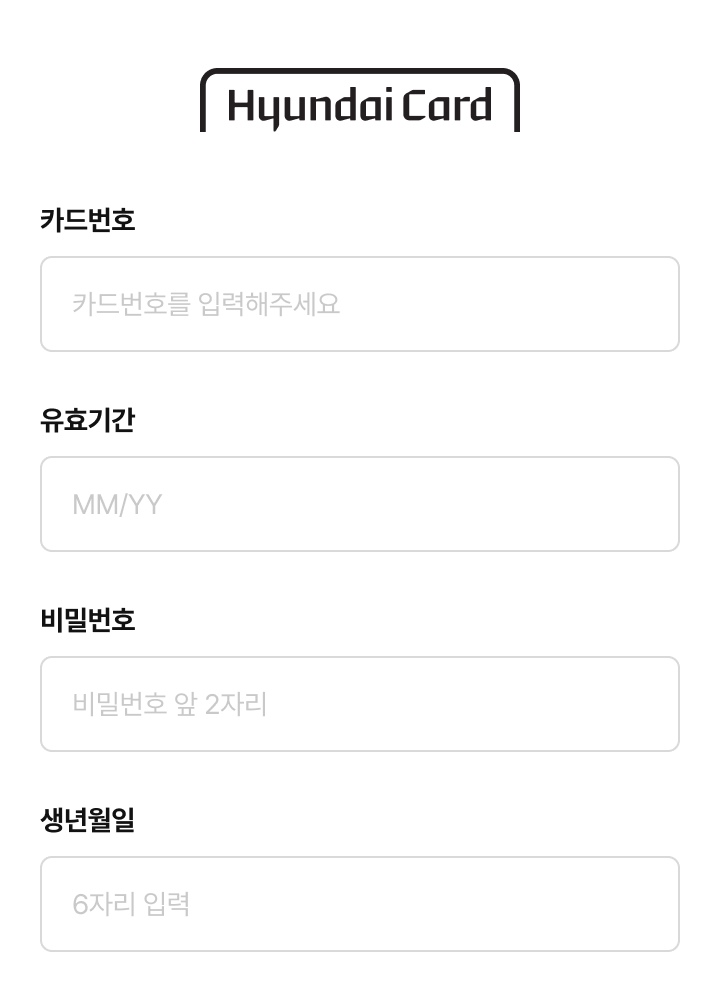 Hyundai Card
카드번호
카드번호를 입력해주세요
유효기간
MM/YY
비밀번호
비밀번호 앞 2자리
생년월일
6자리 입력